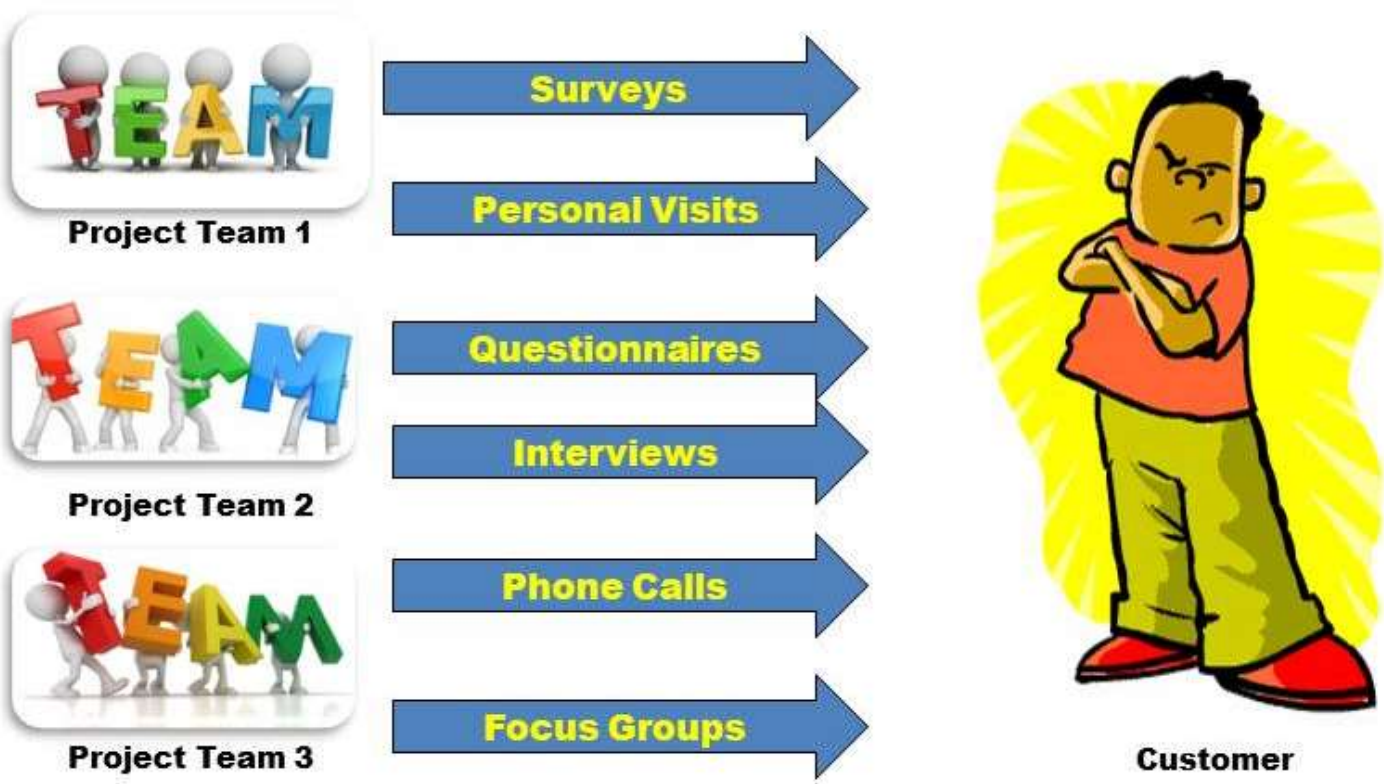 TEAM
Project Team 1
Surveys
Personal Visits
TEAM
Project Team 2
Questionnaires
Interviews
TEAM
Project Team 3
Phone Calls
Focus Groups
Customer